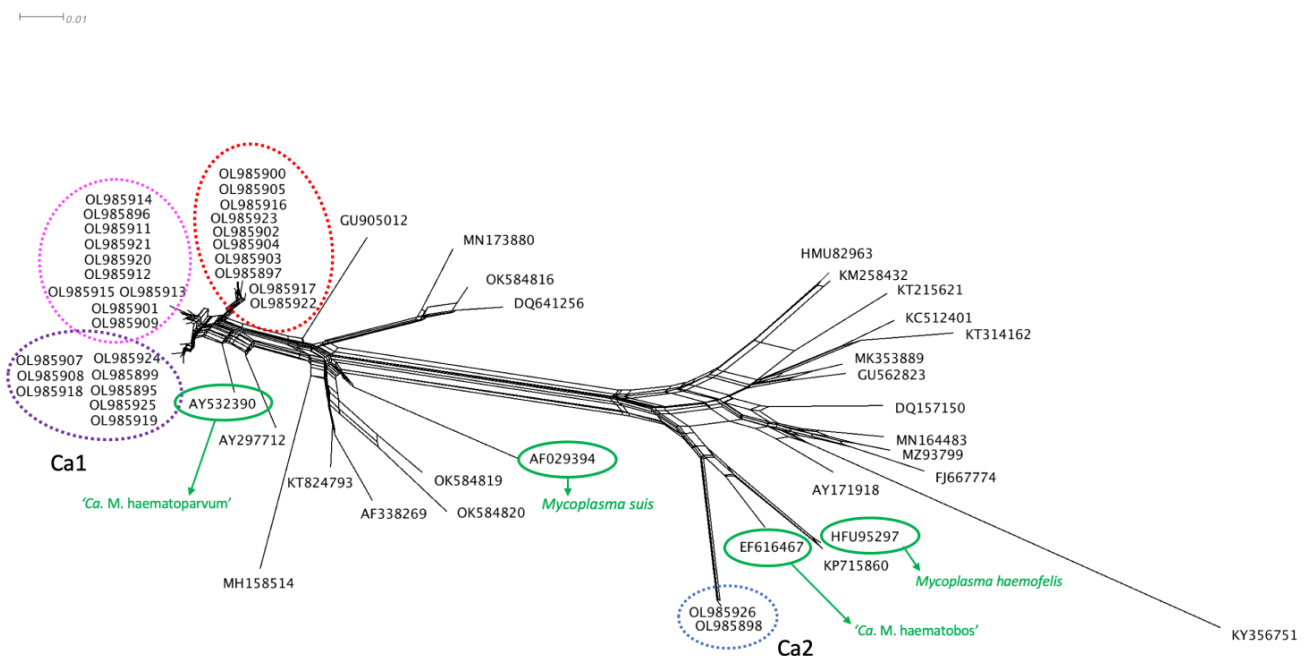 0.01
OL985900
OL985905
OL985916
OL985923
OL985902
OL985904
OL985903
OL985897
OL985917
OL985922
OL985914
OL985896
OL985911
OL985921
OL985920
OL985912
OL985915 OL985913
OL985901
OL985909
OL985907
OL985908
OL985918
OL985924
OL985899
OL985895
OL985925
OL985919
Ca1
AY532390
AY297712
'Ca. M. haematoparvum'
GU905012
MN173880
OK584816
DQ641256
KT824793
AF338269
OK584819
OK584820
MH158514
AF029394
Mycoplasma suis
HMU82963
KM258432
KT215621
KC512401
KT314162
MK353889
GU562823
DQ157150
MN164483
MZ93799
FJ667774
AY171918
EF616467
HFU95297
KP715860
Mycoplasma haemofelis
'Ca. M. haematobos'
OL985926
OL985898
Ca2
KY356751